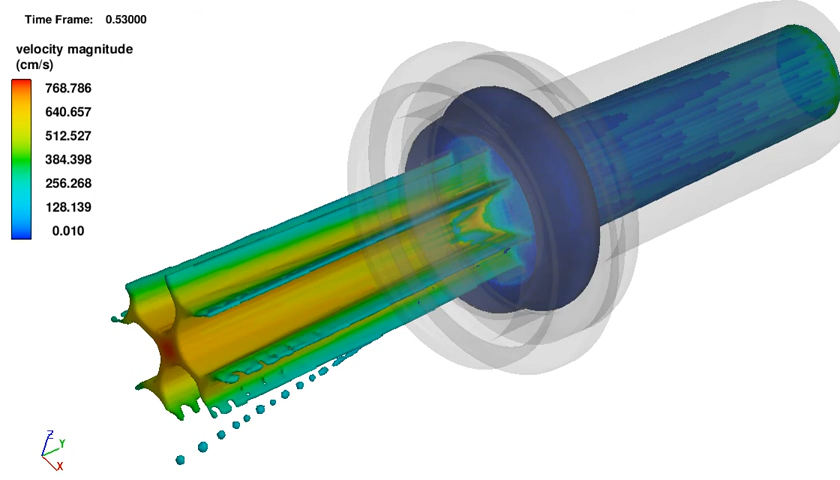 Time Frame: 0.53000
velocity magnitude
(cm/s)
768.786
640.657
512.527
384.398
256.268
128.139
0.010
Z
Y
X